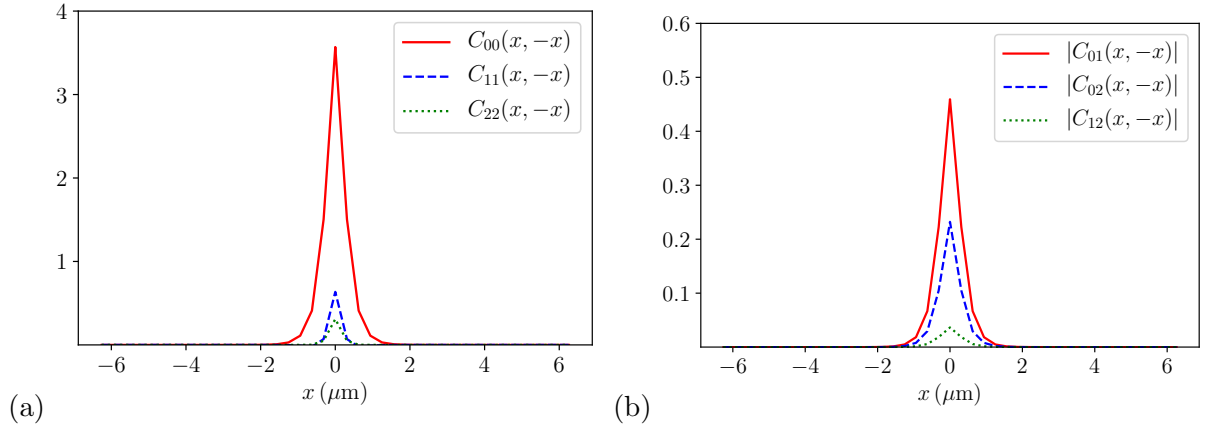 4
3
2
1
−6 −4 −2 0 2 4 6
x (μm)
C₀₀(x, −x)
C₁₁(x, −x)
C₂₂(x, −x)
(a)
0.6
0.5
0.4
0.3
0.2
0.1
−6 −4 −2 0 2 4 6
x (μm)
|C₀₁(x, −x)|
|C₀₂(x, −x)|
|C₁₂(x, −x)|
(b)